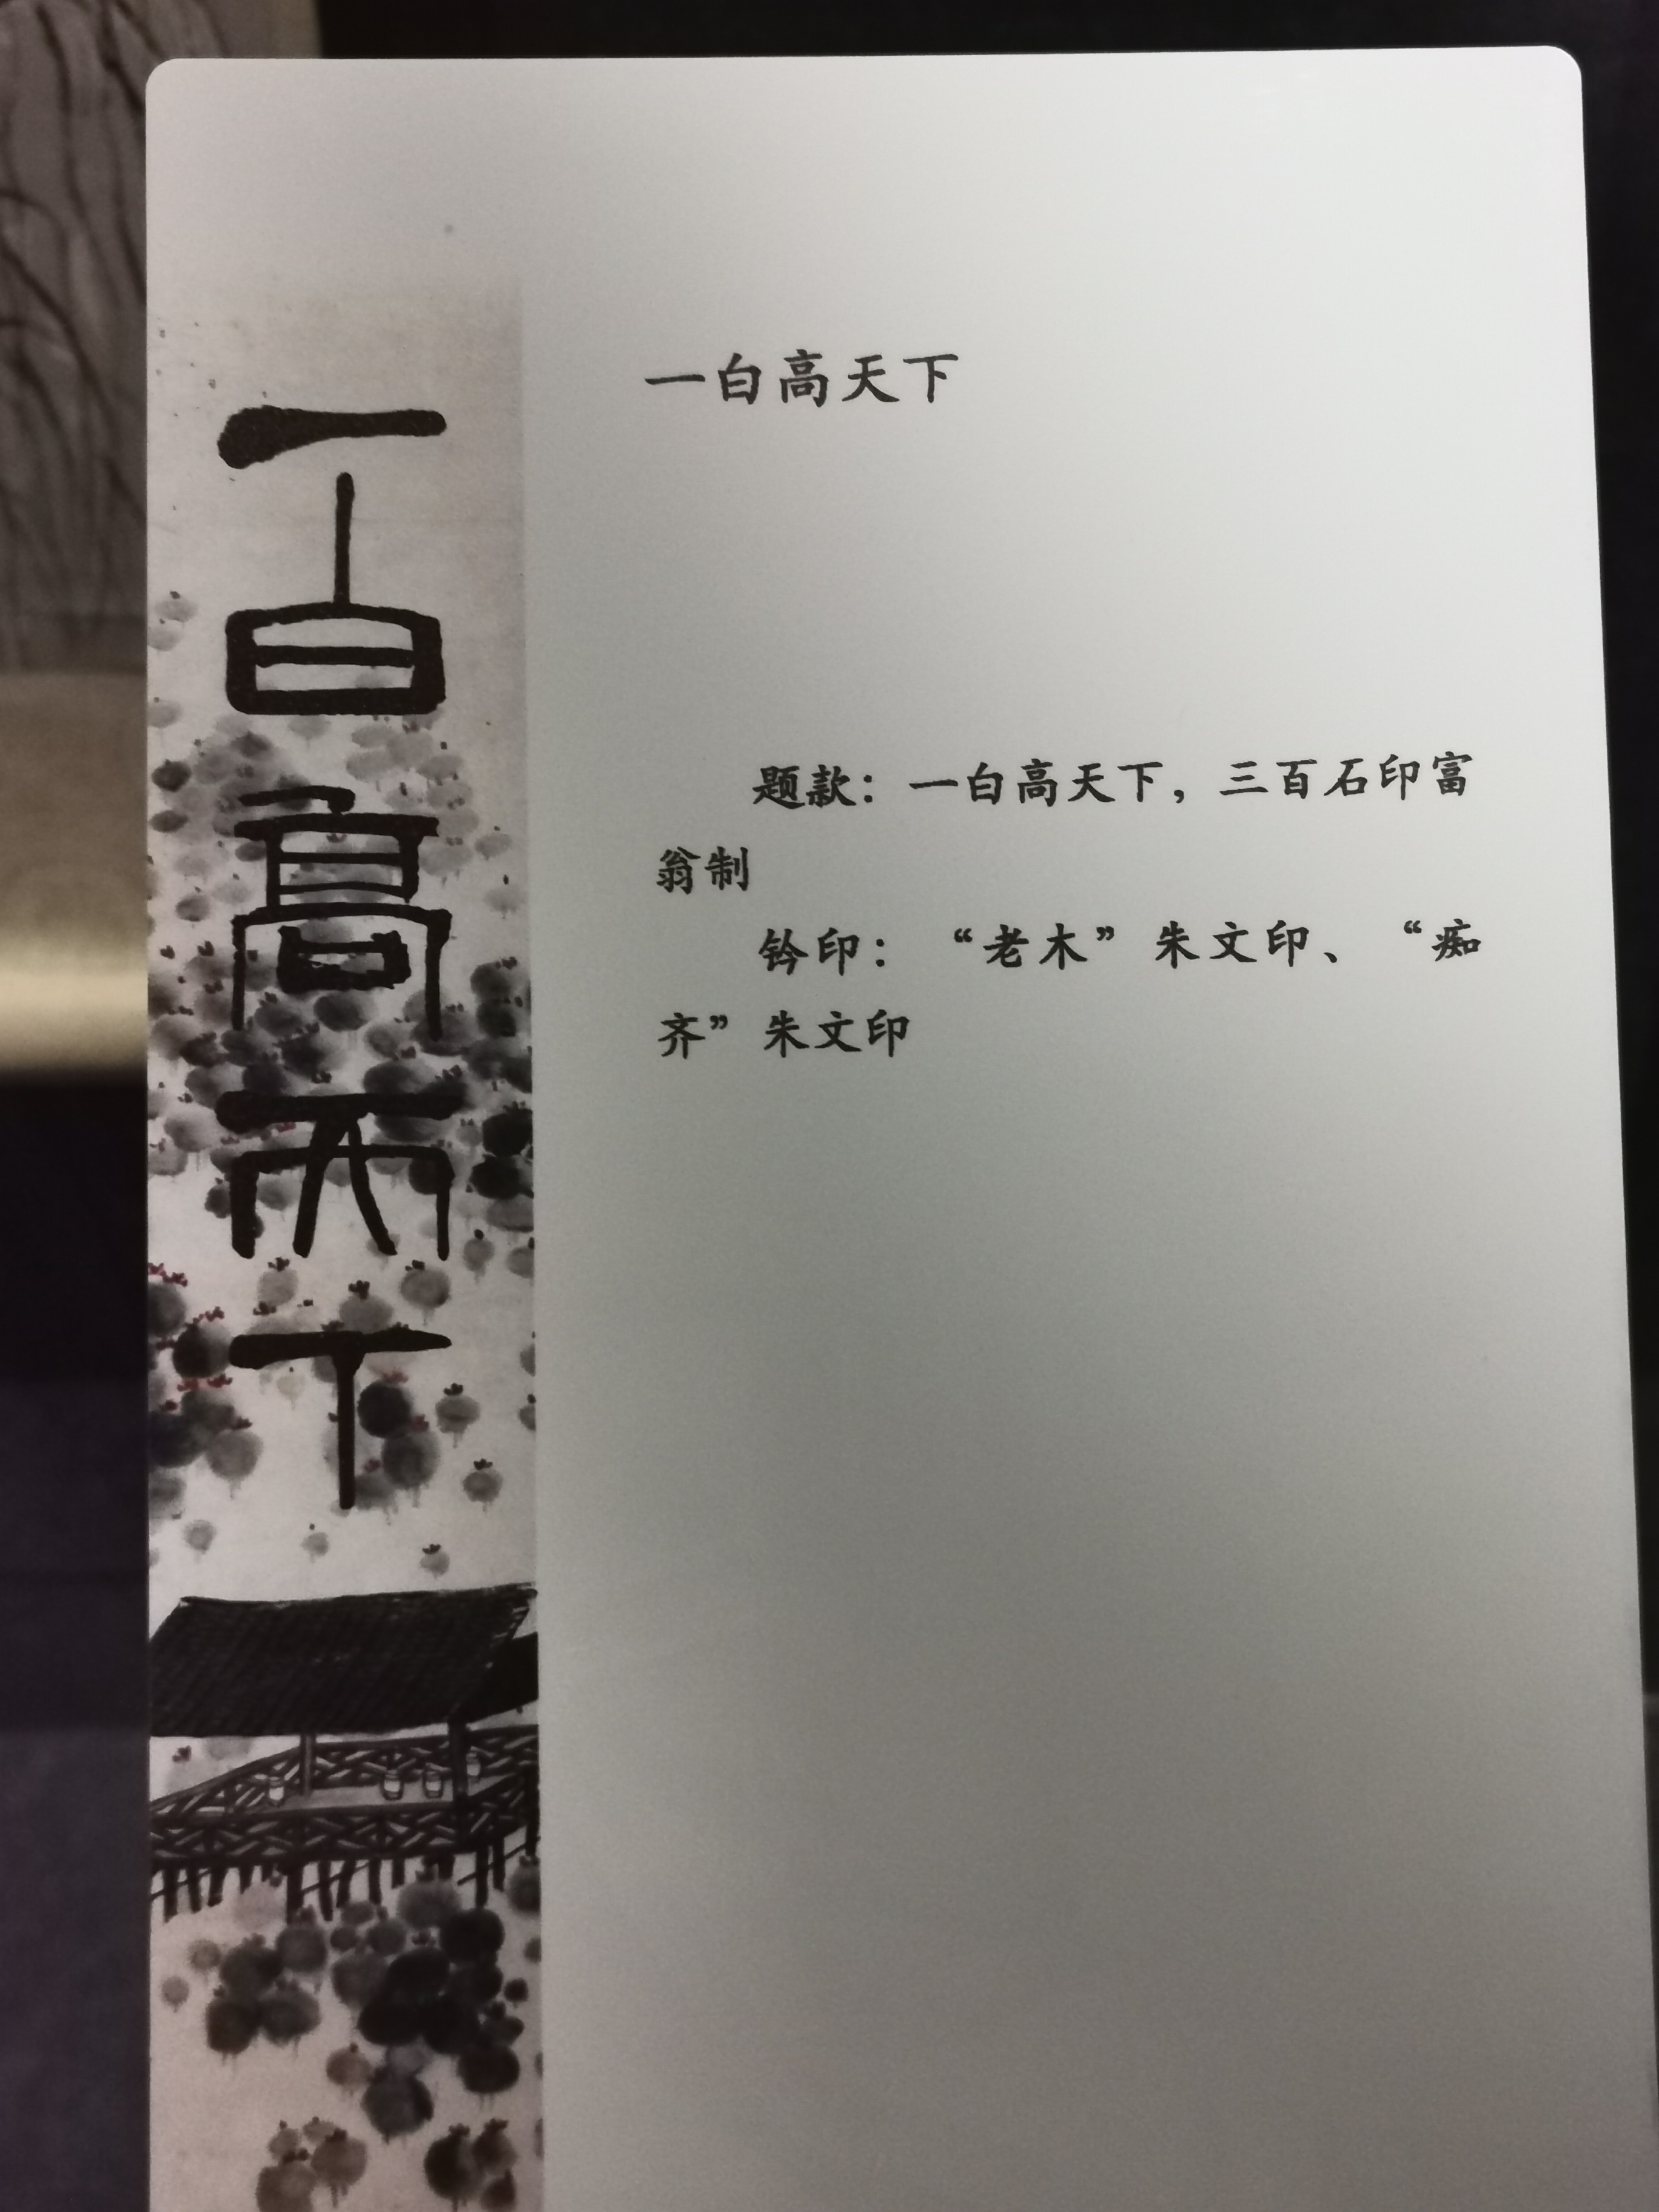 一白高天下
一白高天下
题款：一白高天下，三百石印富
翁制
钤印：“老木”朱文印、“痴
齐”朱文印